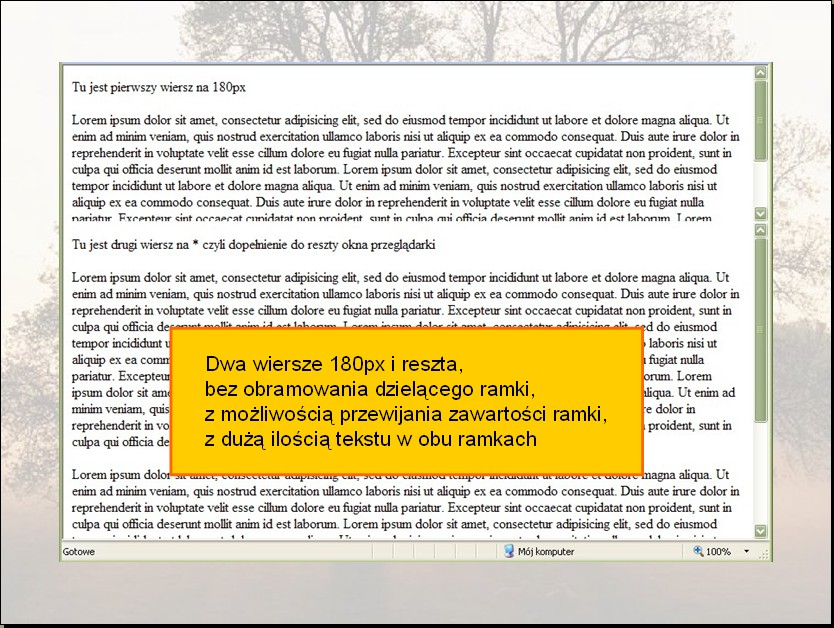 Tu jest pierwszy wiersz na 180px
Lorem ipsum dolor sit amet, consectetur adipisicing elit, sed do eiusmod tempor incididunt ut labore et dolore magna aliqua. Ut
enim ad minim veniam, quis nostrud exercitation ullamco laboris nisi ut aliquip ex ea commodo consequat. Duis aute irure dolor in
reprehenderit in voluptate velit esse cillum dolore eu fugiat nulla pariatur. Excepteur sint occaecat cupidatat non proident, sunt in
culpa qui officia deserunt mollit anim id est laborum. Lorem ipsum dolor sit amet, consectetur adipisicing elit, sed do eiusmod
tempor incididunt ut labore et dolore magna aliqua. Ut enim ad minim veniam, quis nostrud exercitation ullamco laboris nisi ut
aliquip ex ea commodo consequat. Duis aute irure dolor in reprehenderit in voluptate velit esse cillum dolore eu fugiat nulla
pariatur. Excepteur sint occaecat cupidatat non proident, sunt in culpa qui officia deserunt mollit anim id est laborum. Lorem
Tu jest drugi wiersz na * czyli dopełnienie do reszty okna przeglądarki
Lorem ipsum dolor sit amet, consectetur adipisicing elit, sed do eiusmod tempor incididunt ut labore et dolore magna aliqua. Ut
enim ad minim veniam, quis nostrud exercitation ullamco laboris nisi ut aliquip ex ea commodo consequat. Duis aute irure dolor in
reprehenderit in voluptate velit esse cillum dolore eu fugiat nulla pariatur. Excepteur sint occaecat cupidatat non proident, sunt in
culpa qui officia deserunt mollit anim id est laborum. Lorem ipsum dolor sit amet, consectetur adipisicing elit, sed do eiusmod
tempor incididunt ut laboris nisi ut
aliquip ex ea comm fugiat nulla
pariatur. Excepteur Lorem
ipsum dolor sit ame Ut enim ad
minim veniam, quis re dolor in
reprehenderit in vol t, sunt in
culpa qui officia des
Dwa wiersze 180px i reszta,
bez obramowania dzielącego ramki,
z możliwością przewijania zawartości ramki,
z dużą ilością tekstu w obu ramkach
Lorem ipsum dolor sit amet, consectetur adipisicing elit, sed do eiusmod tempor incididunt ut labore et dolore magna aliqua. Ut
enim ad minim veniam, quis nostrud exercitation ullamco laboris nisi ut aliquip ex ea commodo consequat. Duis aute irure dolor in
reprehenderit in voluptate velit esse cillum dolore eu fugiat nulla pariatur. Excepteur sint occaecat cupidatat non proident, sunt in
culpa qui officia deserunt mollit anim id est laborum. Lorem ipsum dolor sit amet, consectetur adipisicing elit, sed do eiusmod
Gotowe Mój komputer 100%